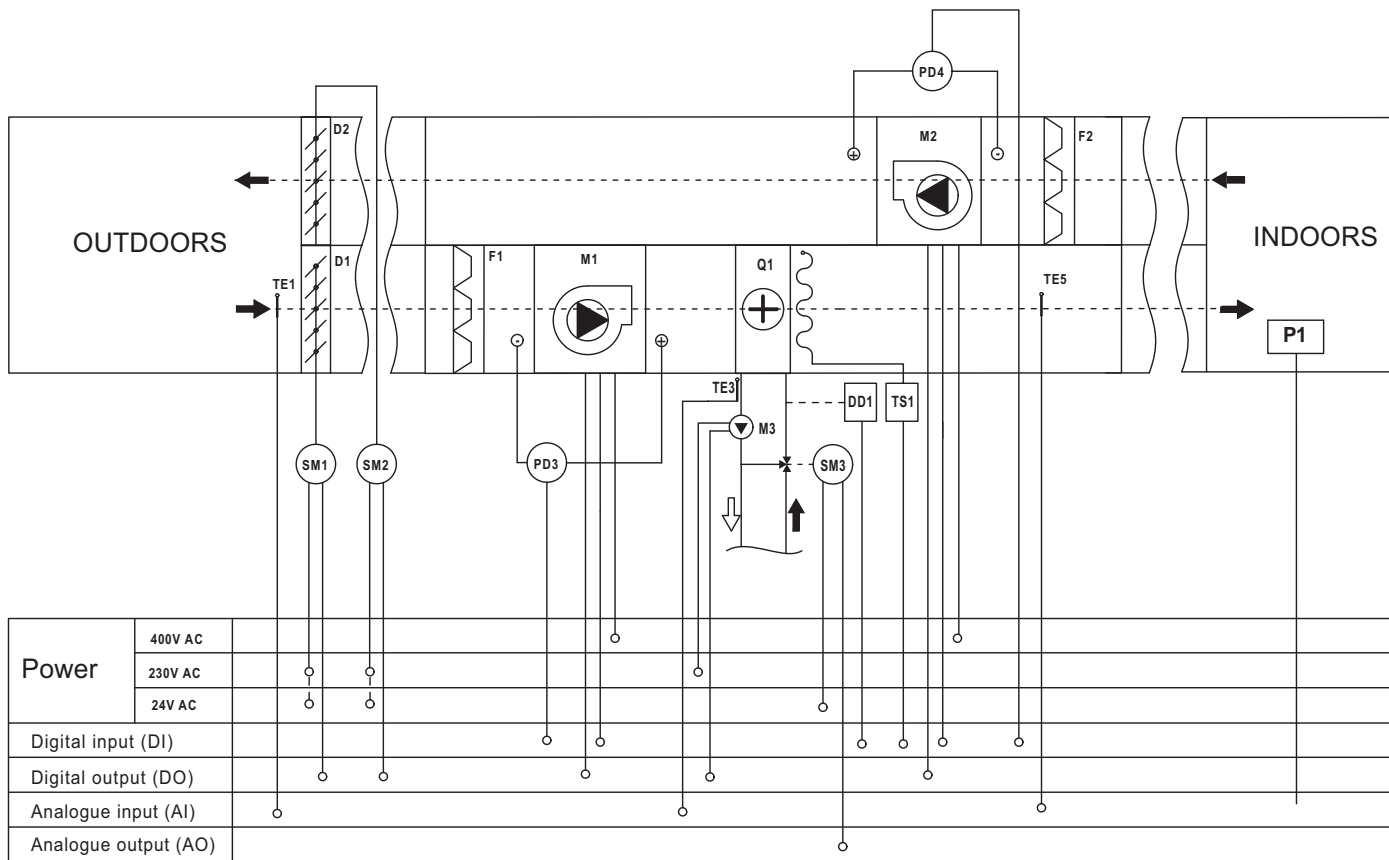 PD4
D2
M2
F2
OUTDOORS
INDOORS
D1
F1
M1
Q1
TE1
TE5
P1
+
-
-
+
TE3
DD1
TS1
M3
SM1
SM2
PD3
SM3
Power
400V AC
230V AC
24V AC
Digital input (DI)
Digital output (DO)
Analogue input (AI)
Analogue output (AO)